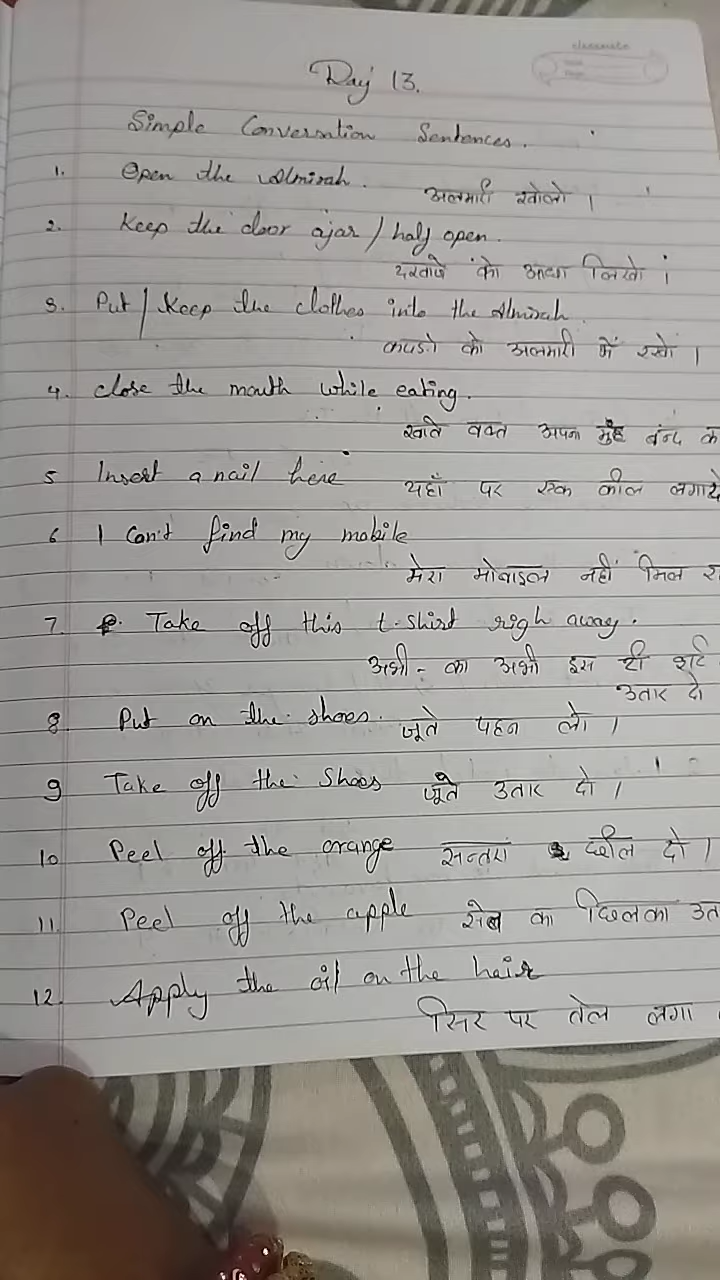 classmate
Day 13.
Simple Conversation Sentences.
1. Open the Almirah.
अलमारी खोलो ।
2. Keep the door ajar / half open.
दरवाजे को आधा लिखो ।
3. Put / Keep the clothes into the Almirah.
कपडो को अलमारी में रखो ।
4. close the mouth while eating.
खाते वक्त अपना मुँह बन्द क
5 Insert a nail here
यहाँ पर एक कील लगाये
6 I can't find my mobile
मेरा मोबाइल नहीं मिल र
7. Take off this t-shirt righ away.
अभी - का अभी इस टी शर्ट
उतार दो
8 Put on the shoes. जूते पहन लो ।
9 Take off the Shoes जूते उतार दो ।
10 Peel off the orange सन्तरा छील दो ।
11. Peel off the apple सेब का छिलका उत
12. Apply the oil on the hair
सिर पर तेल लगा